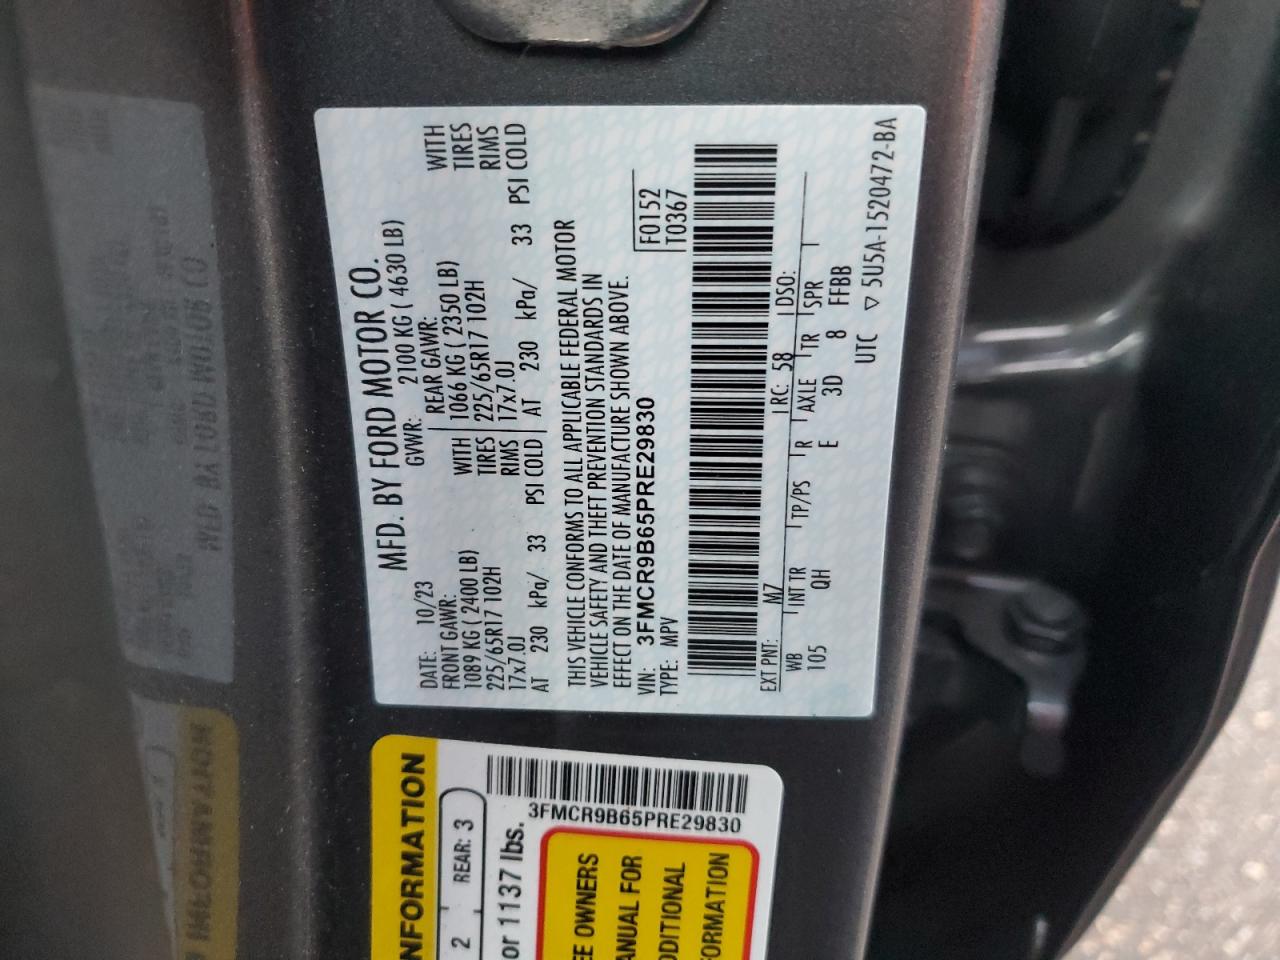 MFD. BY FORD MOTOR CO.
DATE: 10/23 GVWR: 2100 KG ( 4630 LB)
FRONT GAWR: REAR GAWR:
1089 KG ( 2400 LB) WITH 1066 KG ( 2350 LB) WITH
225/65R17 102H TIRES 225/65R17 102H TIRES
17x7.0J RIMS 17x7.0J RIMS
AT 230 kPa/ 33 PSI COLD AT 230 kPa/ 33 PSI COLD
THIS VEHICLE CONFORMS TO ALL APPLICABLE FEDERAL MOTOR
VEHICLE SAFETY AND THEFT PREVENTION STANDARDS IN
EFFECT ON THE DATE OF MANUFACTURE SHOWN ABOVE.
VIN: 3FMCR9B65PRE29830 F0152
TYPE: MPV T0367
EXT PNT: M7 RC: 58 DSO:
WB INT TR TP/PS R AXLE TR SPR
105 QH E 3D 8 FFBB
UTC ▽ 5U5A-1520472-BA
NFORMATION
2 REAR: 3
or 1137 lbs.
3FMCR9B65PRE29830
EE OWNERS
ANUAL FOR
DDITIONAL
FORMATION